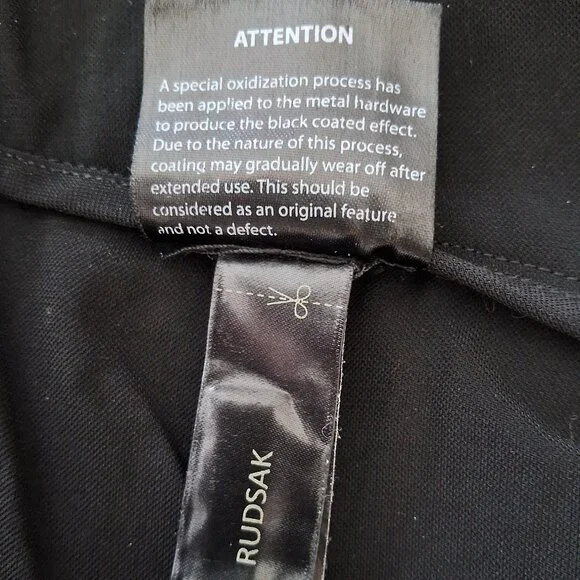 ATTENTION
A special oxidization process has
been applied to the metal hardware
to produce the black coated effect.
Due to the nature of this process,
coating may gradually wear off after
extended use. This should be
considered as an original feature
and not a defect.
RUDSAK